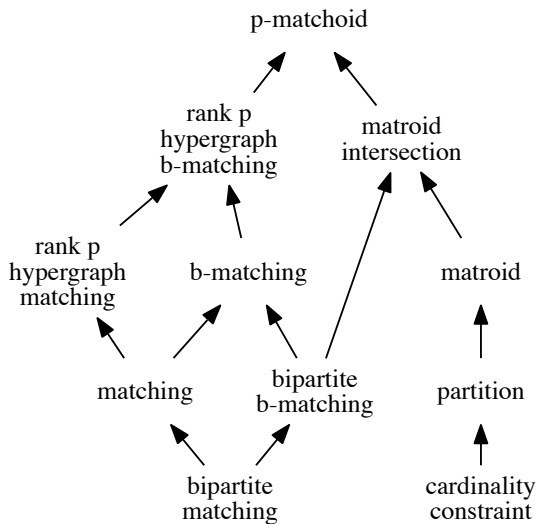 p-matchoid
rank p
hypergraph
b-matching
matroid
intersection
rank p
hypergraph
matching
b-matching
matroid
matching
bipartite
b-matching
partition
bipartite
matching
cardinality
constraint